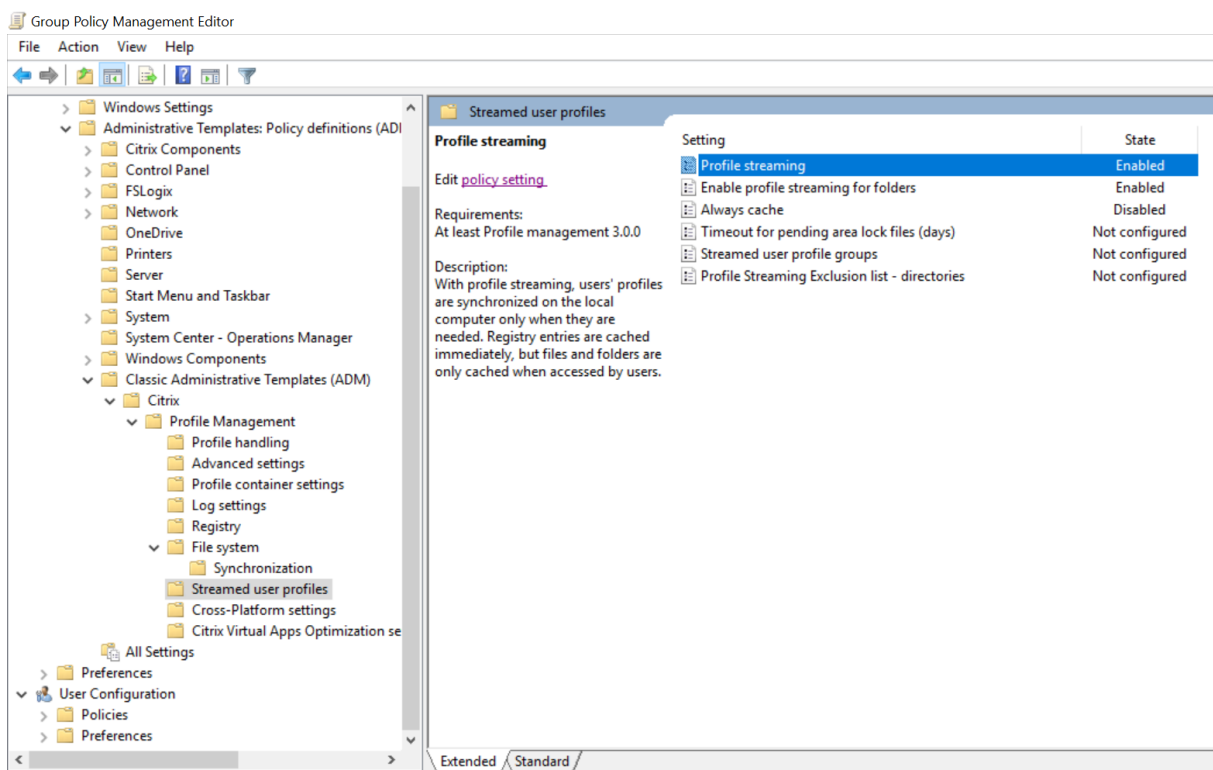 Group Policy Management Editor
File Action View Help
Windows Settings
Administrative Templates: Policy definitions (ADI
Citrix Components
Control Panel
FSLogix
Network
OneDrive
Printers
Server
Start Menu and Taskbar
System
System Center - Operations Manager
Windows Components
Classic Administrative Templates (ADM)
Citrix
Profile Management
Profile handling
Advanced settings
Profile container settings
Log settings
Registry
File system
Synchronization
Streamed user profiles
Cross-Platform settings
Citrix Virtual Apps Optimization se
All Settings
Preferences
User Configuration
Policies
Preferences
Streamed user profiles
Profile streaming
Edit policy setting
Requirements:
At least Profile management 3.0.0
Description:
With profile streaming, users' profiles
are synchronized on the local
computer only when they are
needed. Registry entries are cached
immediately, but files and folders are
only cached when accessed by users.
Setting State
Profile streaming Enabled
Enable profile streaming for folders Enabled
Always cache Disabled
Timeout for pending area lock files (days) Not configured
Streamed user profile groups Not configured
Profile Streaming Exclusion list - directories Not configured
Extended Standard